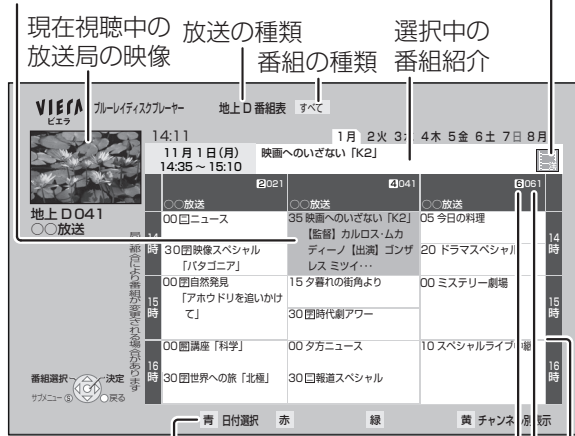 現在視聴中の
放送局の映像
放送の種類
番組の種類
選択中の
番組紹介
VIErA
ビエラ
ブルーレイディスクプレーヤー
地上D番組表 すべて
14:11
1月 2火 3水 4木 5金 6土 7日 8月
11月1日(月)
14:35～15:10
映画へのいざない「K2」
地上D041
○○放送
2 021
○○放送
4 041
○○放送
6 061
○○放送
局の都合により番組が変更される場合があります
14時
00 ニュース
30 映像スペシャル
「パタゴニア」
35 映画へのいざない「K2」
【監督】カルロス・ムカ
ディーノ【出演】ゴンザ
レス ミツイ・・・
05 今日の料理
20 ドラマスペシャル
14時
15時
00 自然発見
「アホウドリを追いかけ
て」
15 夕暮れの街角より
30 時代劇アワー
00 ミステリー劇場
15時
16時
00 講座「科学」
30 世界への旅「北極」
00 夕方ニュース
30 報道スペシャル
10 スペシャルライブ中継
16時
番組選択 決定
サブメニュー S 戻る
青 日付選択 赤 緑 黄 チャンネル別表示